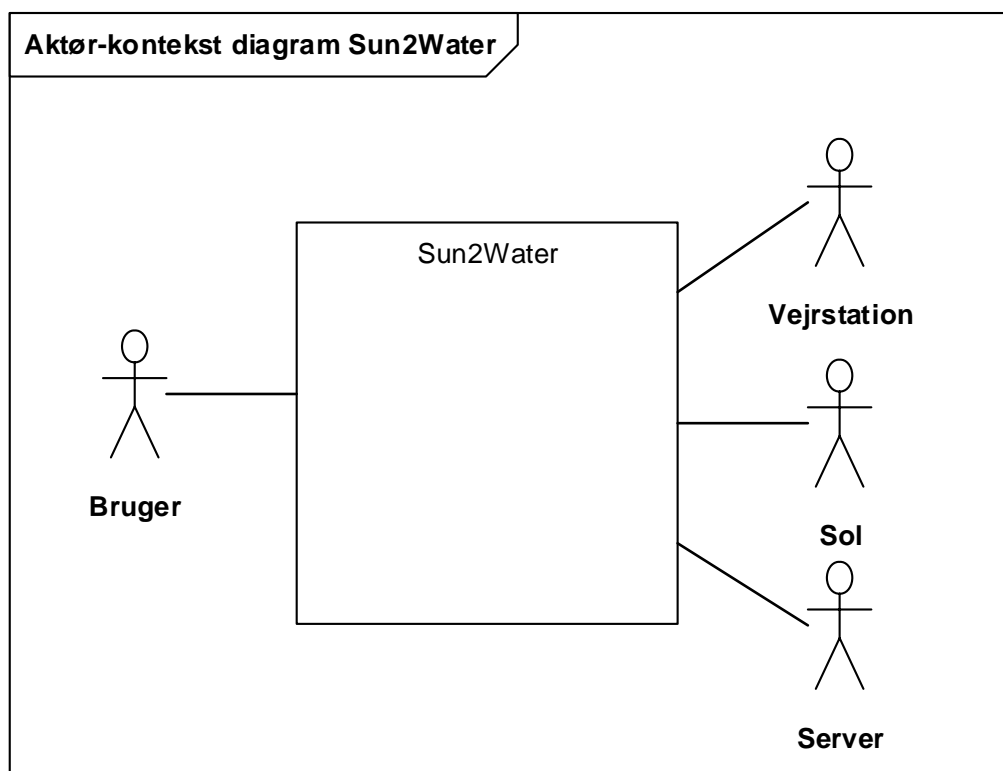 Aktør-kontekst diagram Sun2Water
Sun2Water
Vejrstation
Bruger
Sol
Server